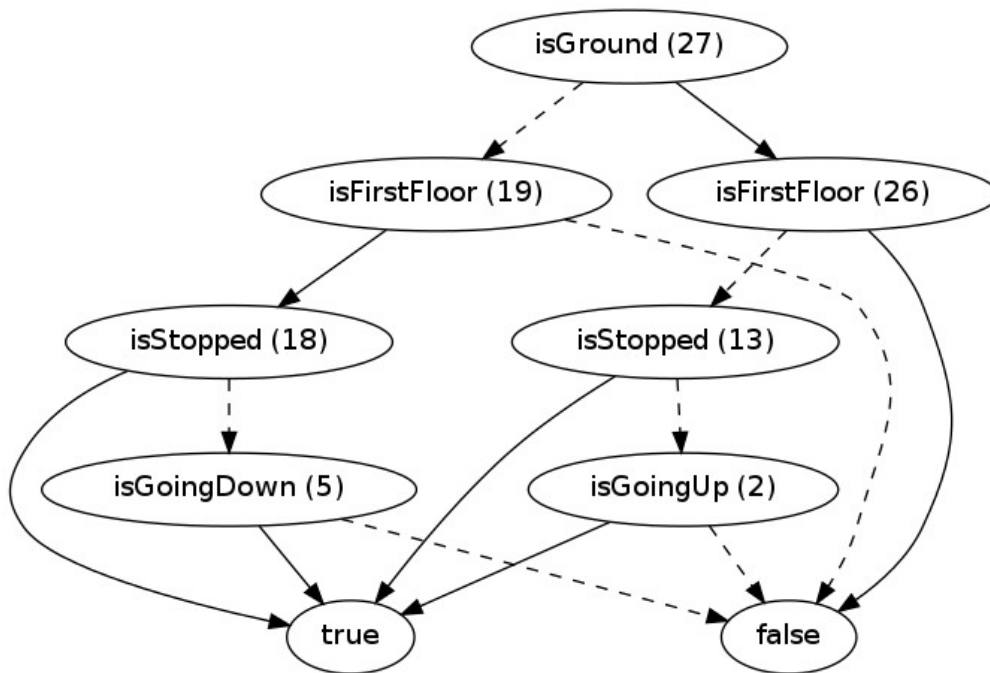 isGround (27)
isFirstFloor (19)
isFirstFloor (26)
isStopped (18)
isStopped (13)
isGoingDown (5)
isGoingUp (2)
true
false